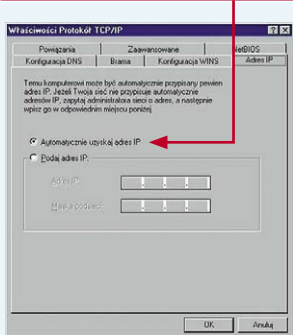 Właściwości Protokół TCP/IP
Powiązania Zaawansowane NetBIOS
Konfiguracja DNS Brama Konfiguracja WINS Adres IP
Temu komputerowi może być automatycznie przypisany pewien
adres IP. Jeżeli Twoja sieć nie przypisuje automatycznie
adresów IP, zapytaj administratora sieci o adres, a następnie
wpisz go w odpowiednim miejscu poniżej.
Automatycznie uzyskaj adres IP
Podaj adres IP:
Adres IP:
Maska podsieci:
OK Anuluj